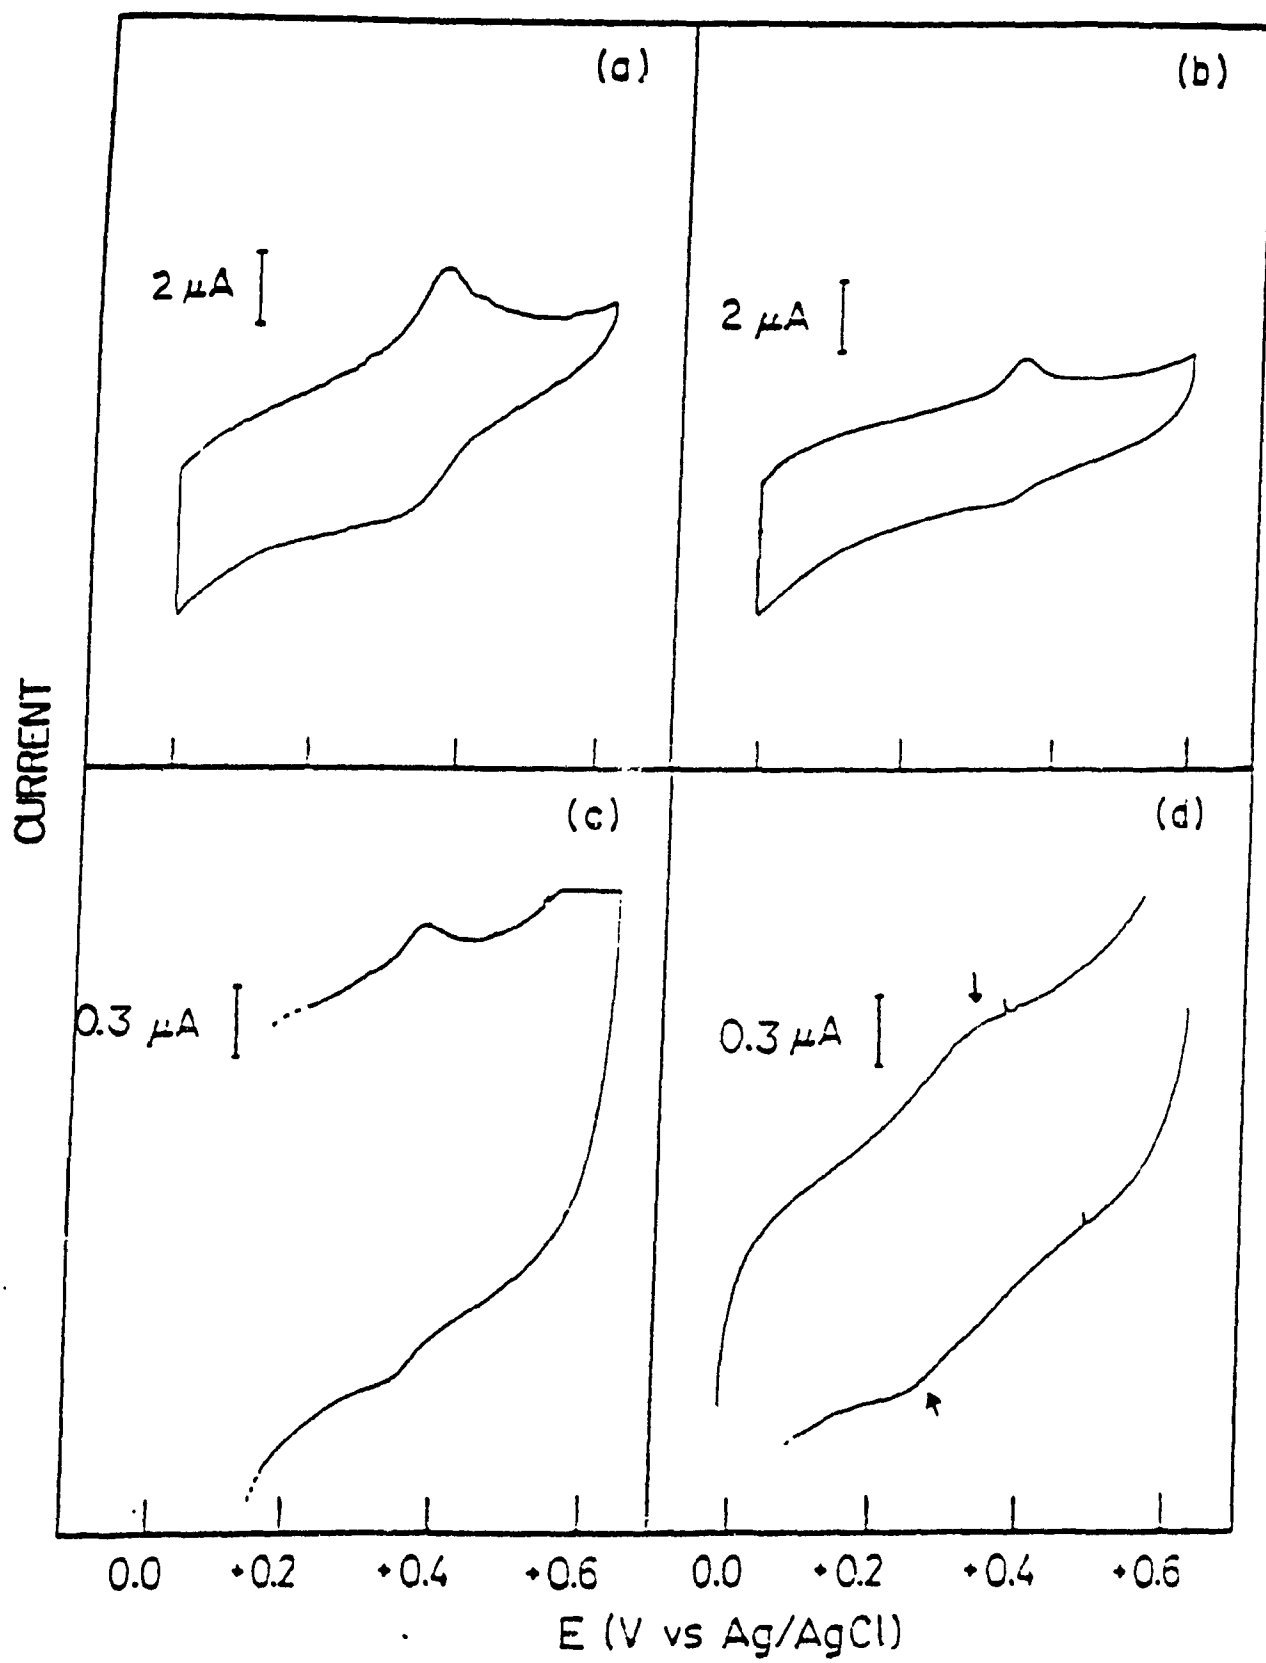 (a)
(b)
2 μA
2 μA
CURRENT
(c)
(d)
0.3 μA
0.3 μA
0.0 +0.2 +0.4 +0.6 0.0 +0.2 +0.4 +0.6
E (V vs Ag/AgCl)